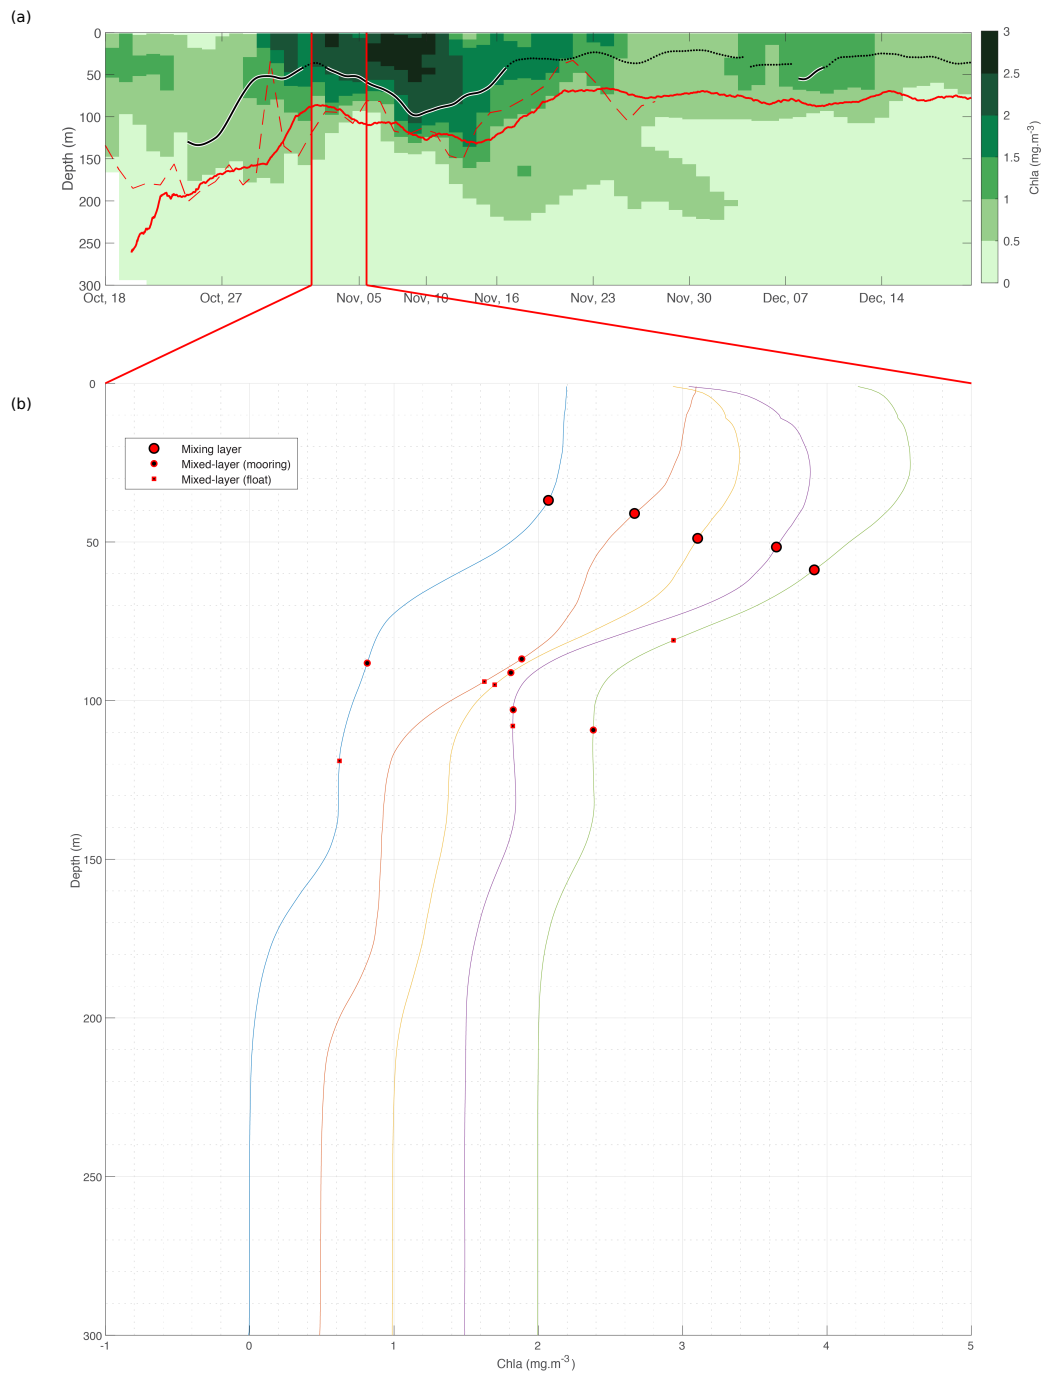 (a)
0
50
100
150
200
250
300
Depth (m)
Oct, 18
Oct, 27
Nov, 05
Nov, 10
Nov, 16
Nov, 23
Nov, 30
Dec, 07
Dec, 14
3
2.5
2
1.5
1
0.5
0
Chla (mg.m-3)
(b)
0
50
100
150
200
250
300
Depth (m)
Mixing layer
Mixed-layer (mooring)
Mixed-layer (float)
-1
0
1
2
3
4
5
Chla (mg.m-3)